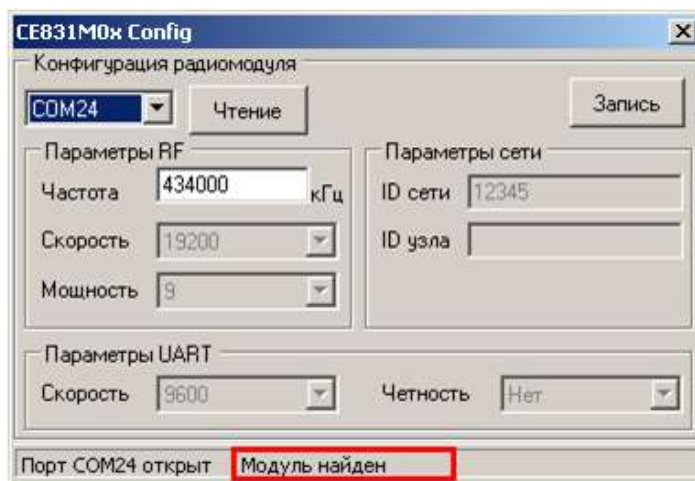 CE831M0x Config
Конфигурация радиомодуля
COM24 Чтение Запись
Параметры RF Параметры сети
Частота 434000 кГц ID сети 12345
Скорость 19200 ID узла
Мощность 9
Параметры UART
Скорость 9600 Четность Нет
Порт COM24 открыт Модуль найден